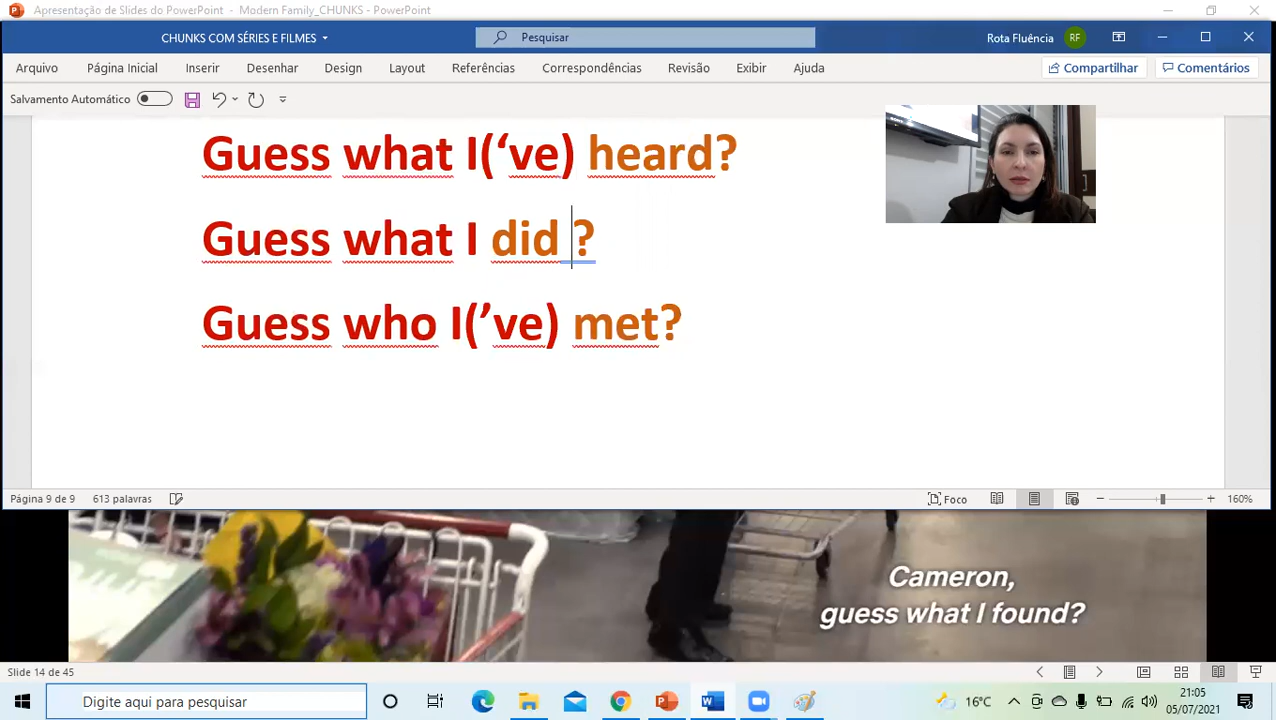 Apresentação de Slides do PowerPoint - Modern Family_CHUNKS - PowerPoint
CHUNKS COM SÉRIES E FILMES
Pesquisar
Rota Fluência RF
Arquivo Página Inicial Inserir Desenhar Design Layout Referências Correspondências Revisão Exibir Ajuda Compartilhar Comentários
Salvamento Automático
Guess what I(‘ve) heard?
Guess what I did ?
Guess who I(’ve) met?
Página 9 de 9 613 palavras Foco 160%
Cameron,
guess what I found?
Slide 14 de 45
Digite aqui para pesquisar
16°C
21:05
05/07/2021